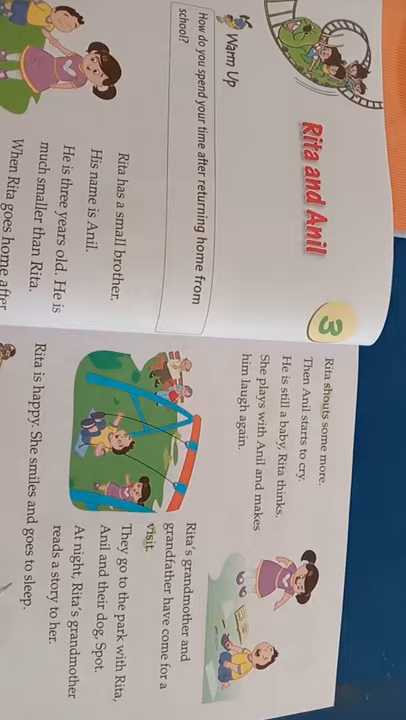 Rita and Anil
3
Warm Up
How do you spend your time after returning home from
school?
Rita has a small brother.
His name is Anil.
He is three years old. He is
much smaller than Rita.
When Rita goes home after
Rita shouts some more.
Then Anil starts to cry.
He is still a baby, Rita thinks.
She plays with Anil and makes
him laugh again.
Rita's grandmother and
grandfather have come for a
visit.
They go to the park with Rita,
Anil and their dog, Spot.
At night, Rita's grandmother
reads a story to her.
Rita is happy. She smiles and goes to sleep.